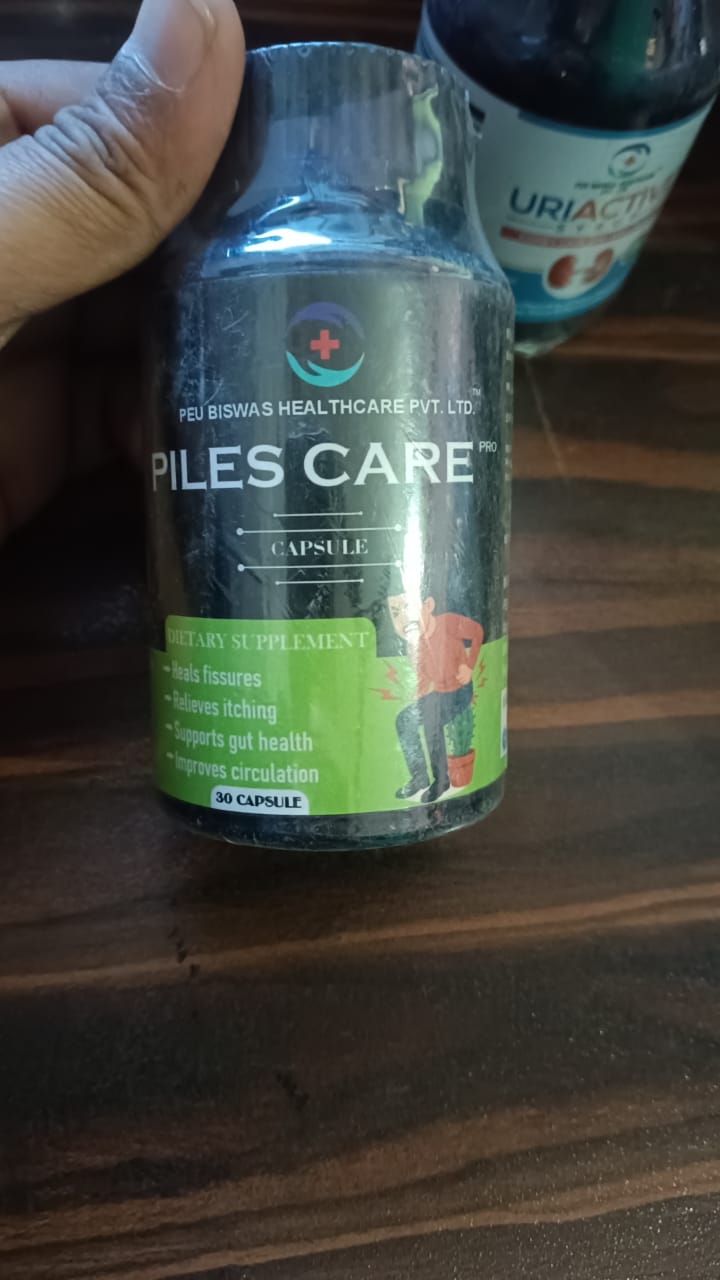 PEU BISWAS HEALTHCARE PVT. LTD.™
PILES CARE PRO
CAPSULE
DIETARY SUPPLEMENT
- Heals fissures
- Relieves itching
- Supports gut health
- Improves circulation
30 CAPSULE
URIACTIV